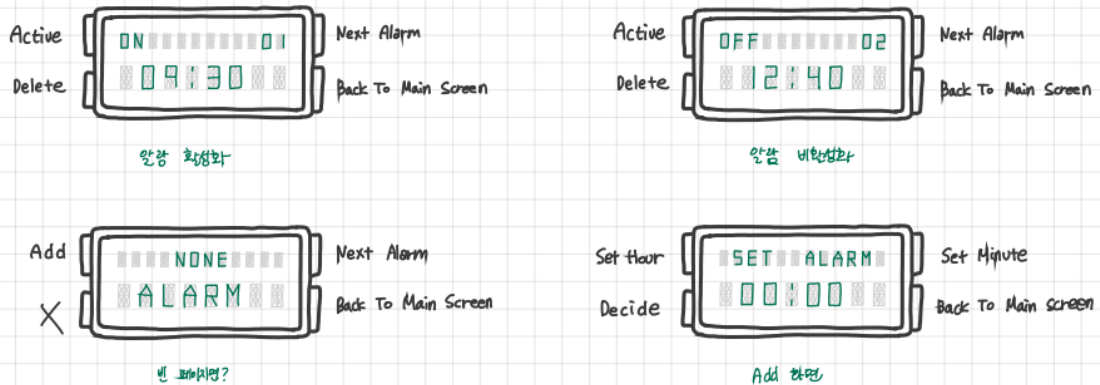 Active
ON 01
Next Alarm
Delete
09:30
Back To Main Screen
알람 활성화
Active
OFF 02
Next Alarm
Delete
12:40
Back To Main Screen
알람 비활성화
Add
NONE
Next Alarm
X
ALARM
Back To Main Screen
빈 페이지면?
Set Hour
SET ALARM
Set Minute
Decide
00:00
Back To Main Screen
Add 화면